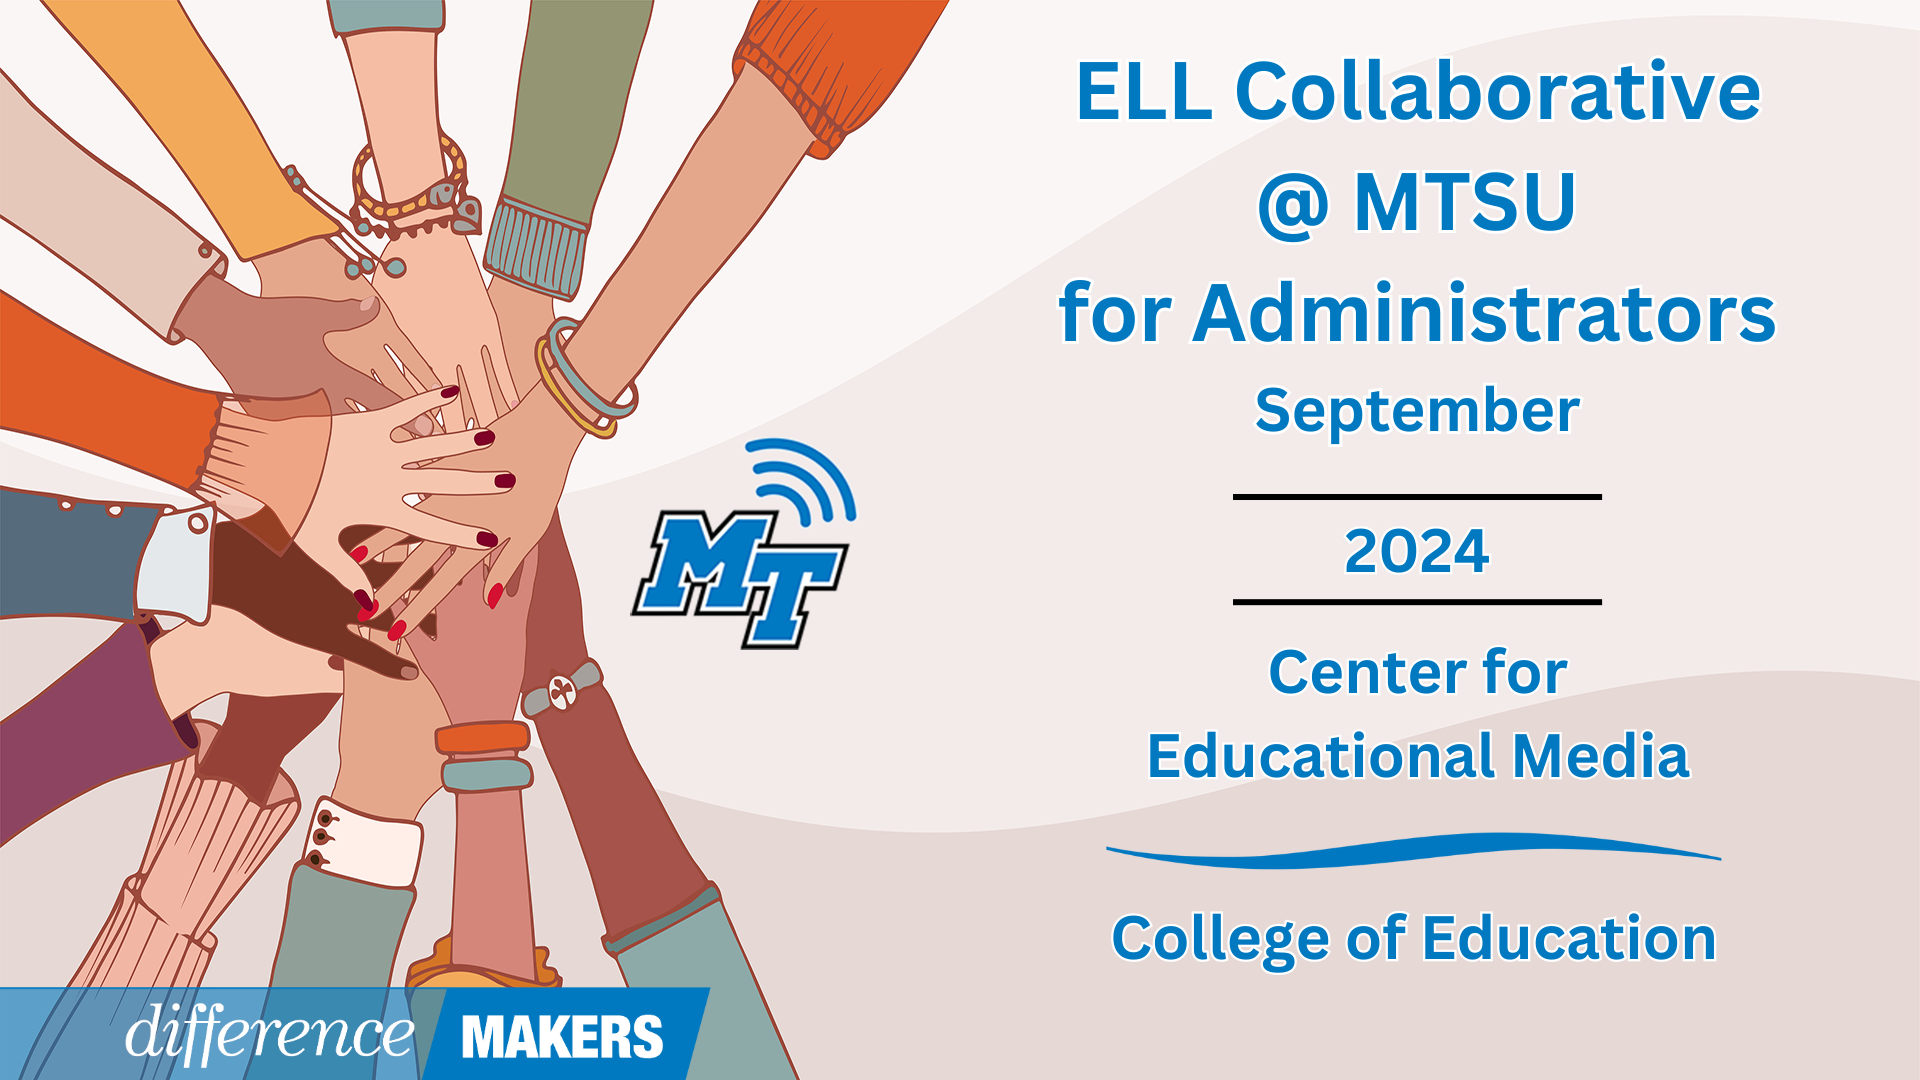 ELL Collaborative
@ MTSU
for Administrators
September
2024
Center for
Educational Media
College of Education
MT
difference MAKERS